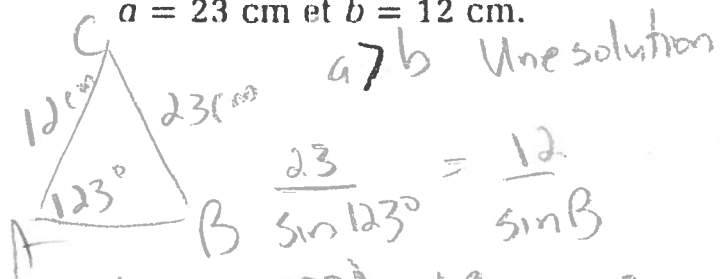 a = 23 cm et b = 12 cm.
a > b Une solution
C
12 cm 23 cm
123°
A B
23 / sin 123° = 12 / sin B